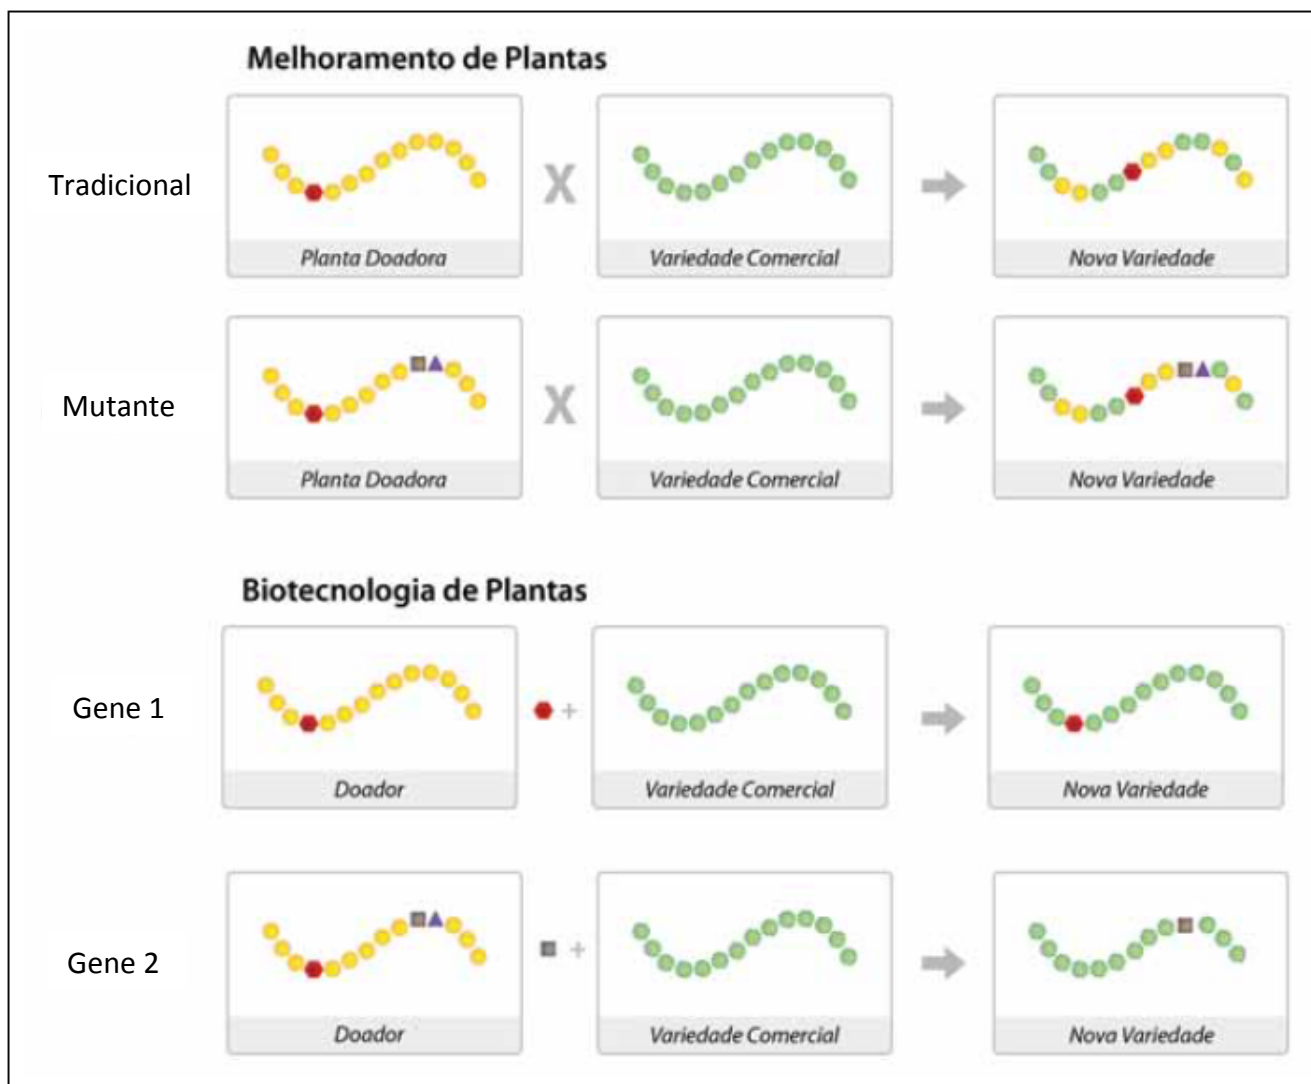 Melhoramento de Plantas
Tradicional
X
Planta Doadora
Variedade Comercial
Nova Variedade
Mutante
X
Planta Doadora
Variedade Comercial
Nova Variedade
Biotecnologia de Plantas
Gene 1
+
Doador
Variedade Comercial
Nova Variedade
Gene 2
+
Doador
Variedade Comercial
Nova Variedade